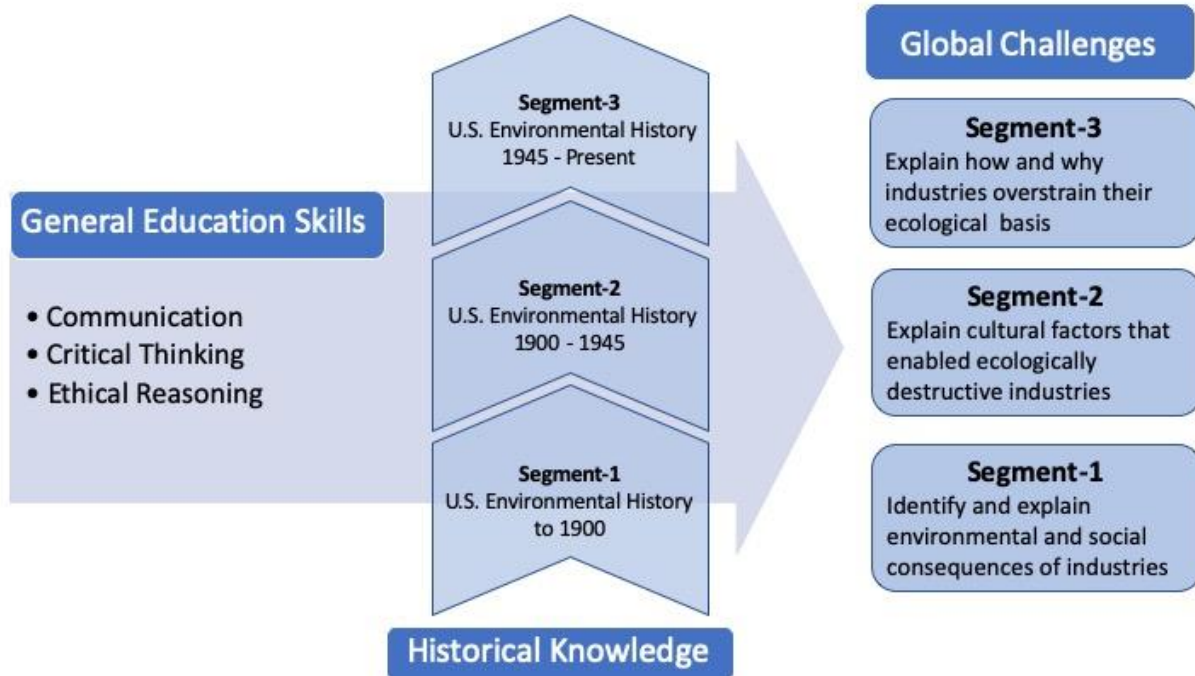 General Education Skills
• Communication
• Critical Thinking
• Ethical Reasoning
Segment-3
U.S. Environmental History
1945 - Present
Segment-2
U.S. Environmental History
1900 - 1945
Segment-1
U.S. Environmental History
to 1900
Historical Knowledge
Global Challenges
Segment-3
Explain how and why
industries overstrain their
ecological basis
Segment-2
Explain cultural factors that
enabled ecologically
destructive industries
Segment-1
Identify and explain
environmental and social
consequences of industries